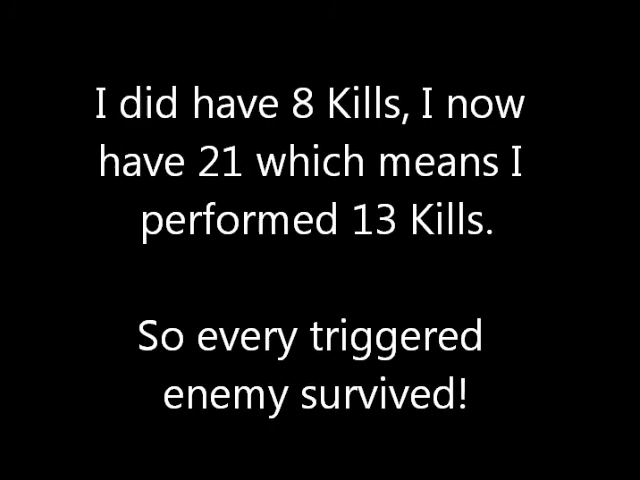 I did have 8 Kills, I now
have 21 which means I
performed 13 Kills.
So every triggered
enemy survived!